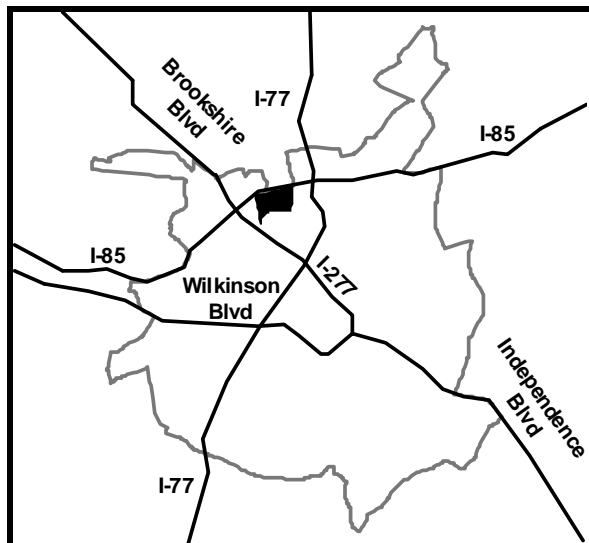 Brookshire
Blvd
I-77
I-85
I-85
Wilkinson
Blvd
I-277
Independence
Blvd
I-77